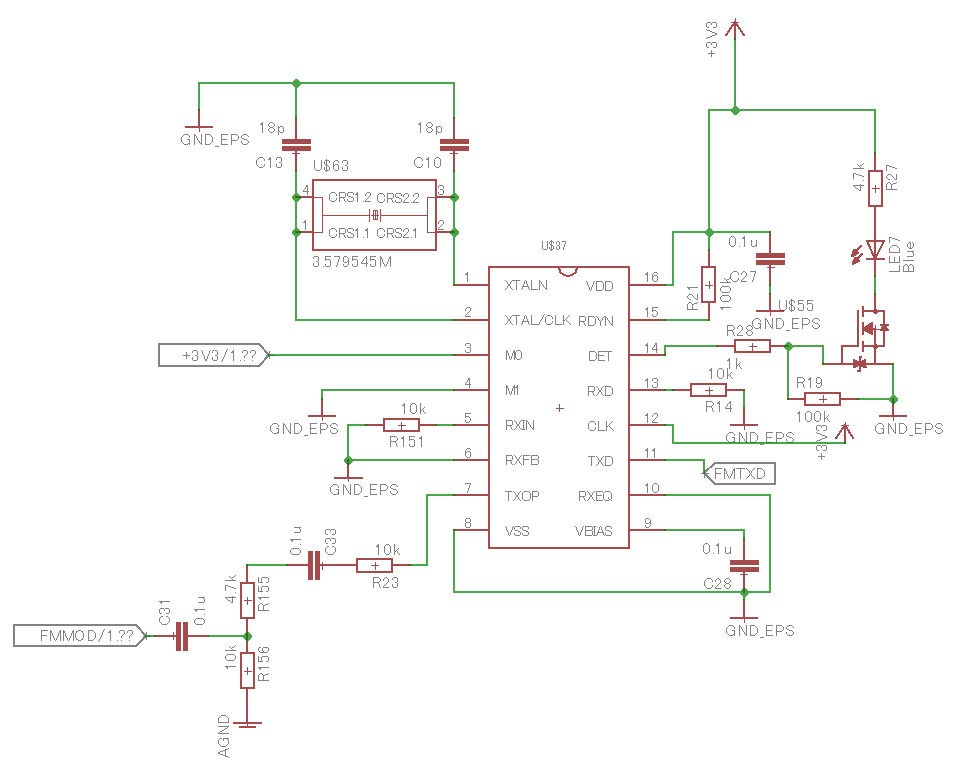 +3V3
GND_EPS
18p
C13
18p
C10
U$63
4
CRS1.2 CRS2.2
3
1
CRS1.1 CRS2.1
2
3.579545M
4.7k
R27
LED7
Blue
U$37
0.1u
C27
R21
100k
U$55
GND_EPS
1
XTALN
VDD
16
2
XTAL/CLK
RDYN
15
+3V3/1.??
3
M0
DET
14
R28
1k
4
M1
RXD
13
10k
R14
GND_EPS
R19
100k
GND_EPS
GND_EPS
10k
R151
5
RXIN
CLK
12
+3V3
6
RXFB
TXD
11
FMTXD
GND_EPS
7
TXOP
RXEQ
10
8
VSS
VBIAS
9
0.1u
C33
10k
R23
0.1u
C28
GND_EPS
4.7k
R155
C31
0.1u
FMMOD/1.??
10k
R156
AGND